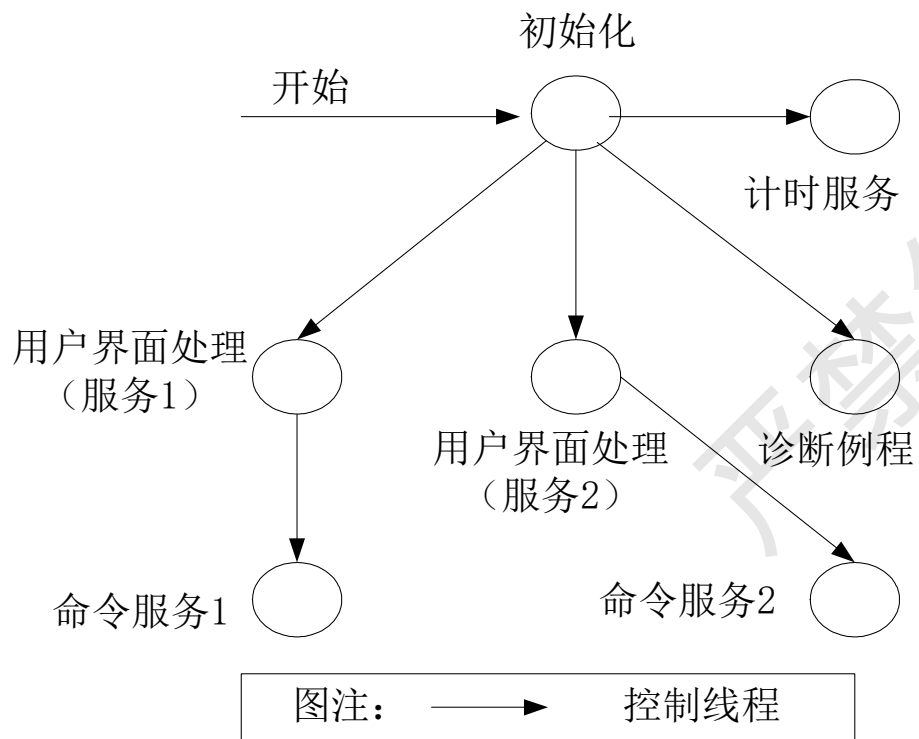 初始化
开始
计时服务
用户界面处理
（服务1）
用户界面处理
（服务2）
诊断例程
命令服务1
命令服务2
图注： 控制线程
严禁